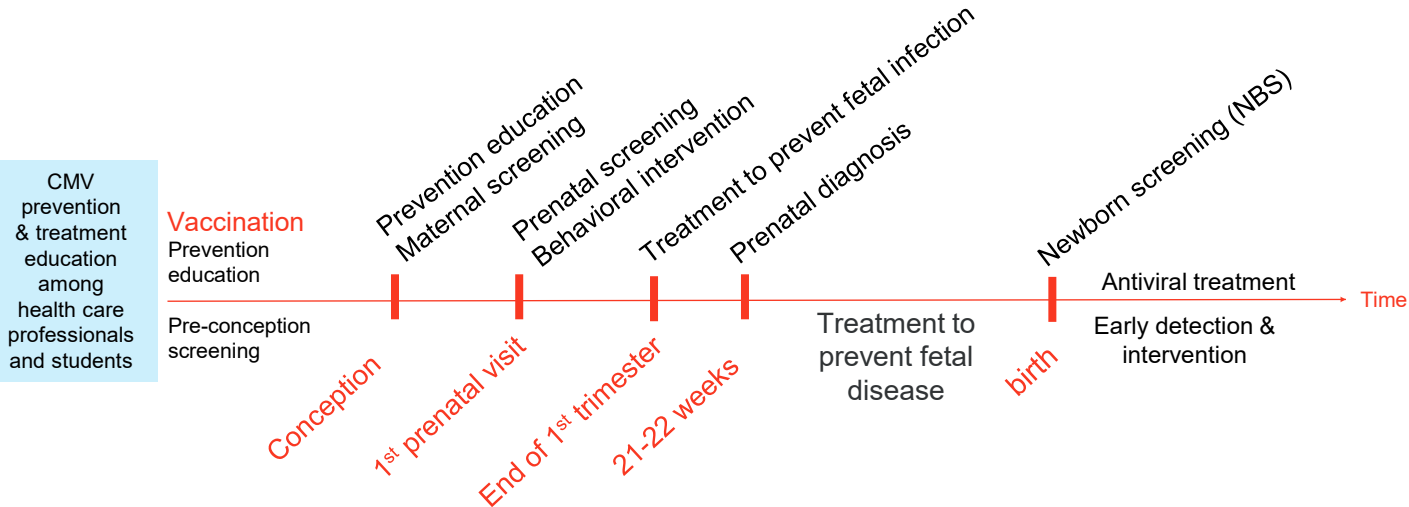 CMV
prevention
& treatment
education
among
health care
professionals
and students
Vaccination
Prevention
education
Pre-conception
screening
Prevention education
Maternal screening
Conception
Prenatal screening
Behavioral intervention
1st prenatal visit
Treatment to prevent fetal infection
End of 1st trimester
Prenatal diagnosis
21-22 weeks
Treatment to
prevent fetal
disease
Newborn screening (NBS)
birth
Antiviral treatment
Early detection &
intervention
Time